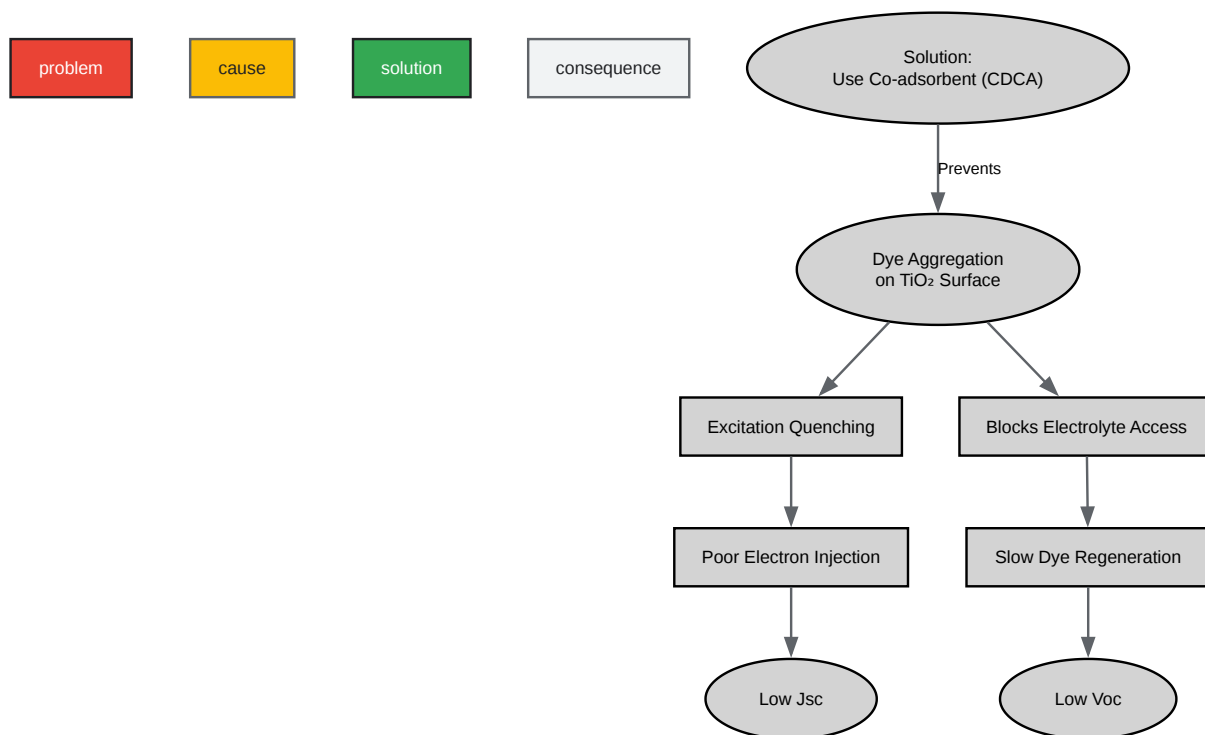 problem
cause
solution
consequence
Solution:
Use Co-adsorbent (CDCA)
Prevents
Dye Aggregation
on TiO₂ Surface
Excitation Quenching
Blocks Electrolyte Access
Poor Electron Injection
Slow Dye Regeneration
Low Jsc
Low Voc